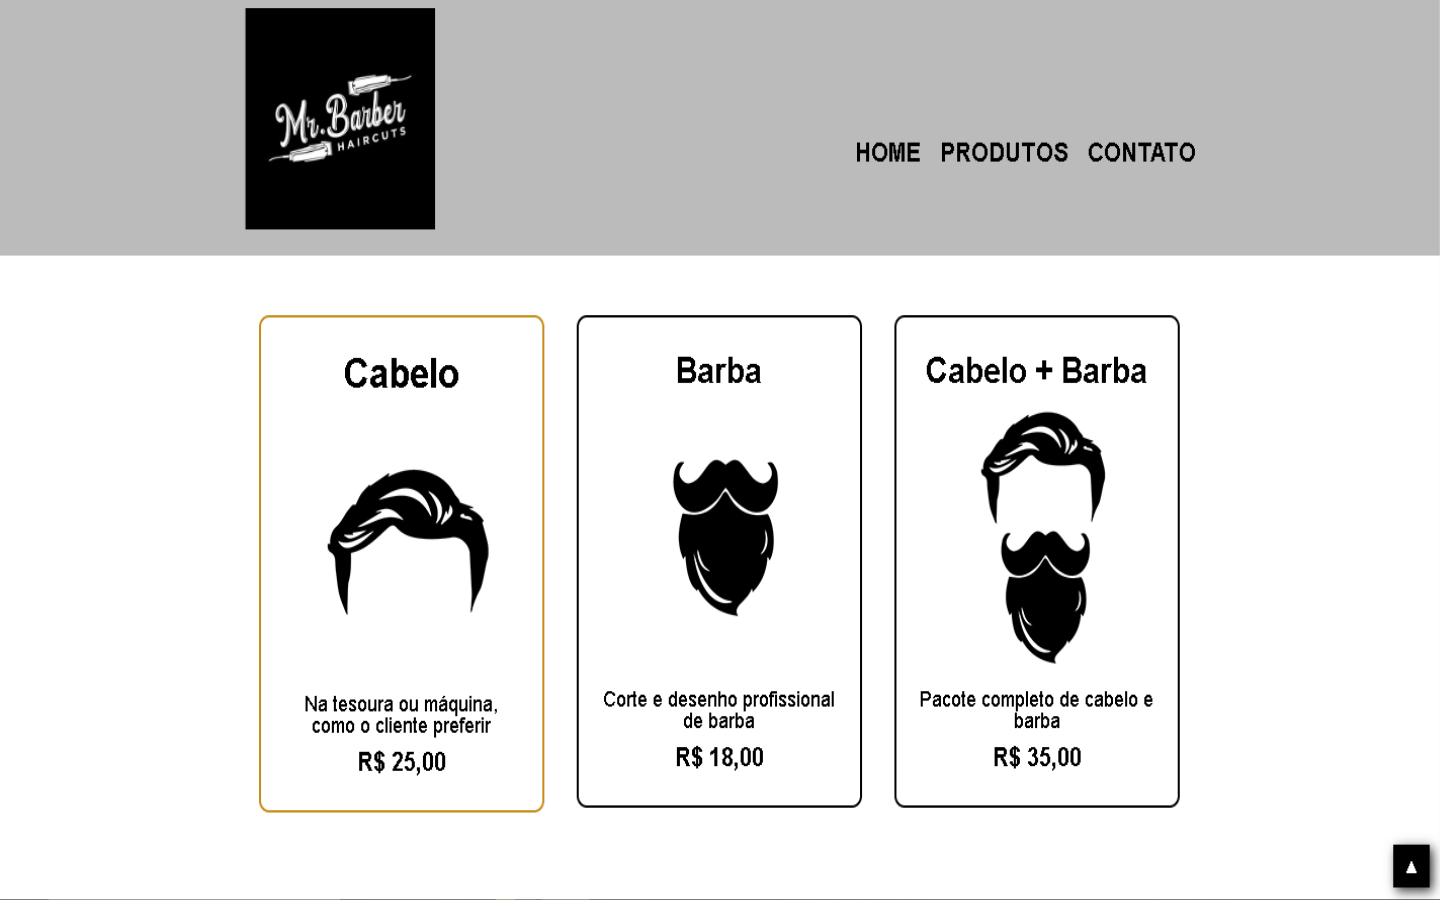 Mr. Barber
HAIRCUTS
HOME PRODUTOS CONTATO
Cabelo
Na tesoura ou máquina,
como o cliente preferir
R$ 25,00
Barba
Corte e desenho profissional
de barba
R$ 18,00
Cabelo + Barba
Pacote completo de cabelo e
barba
R$ 35,00